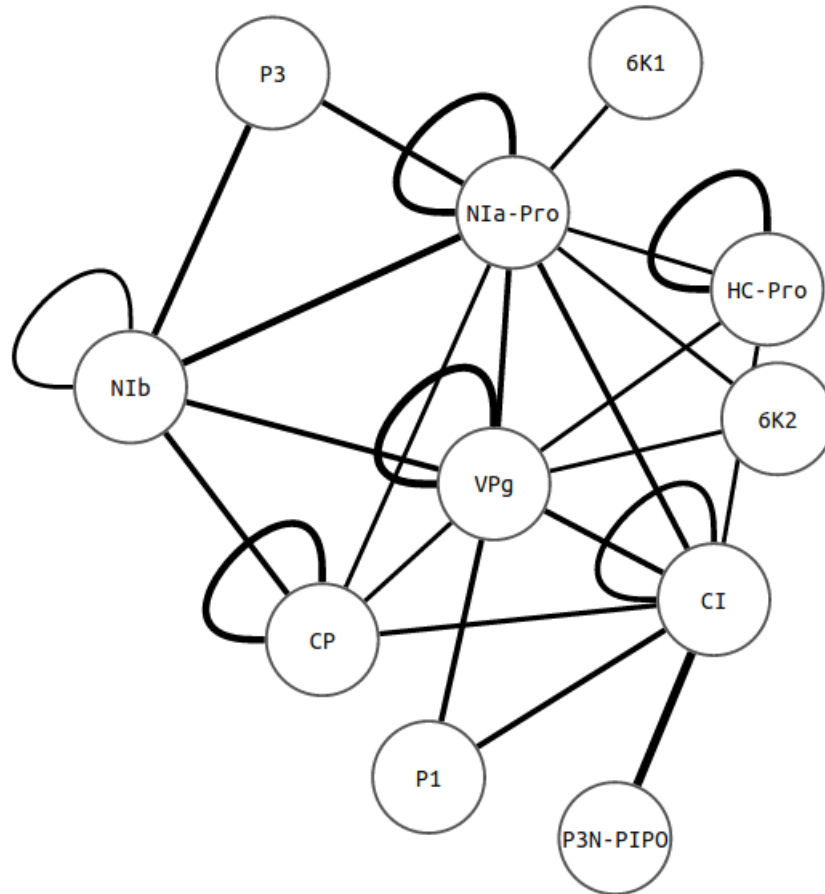 P3
6K1
NIa-Pro
HC-Pro
NIb
6K2
VPg
CI
CP
P1
P3N-PIPO